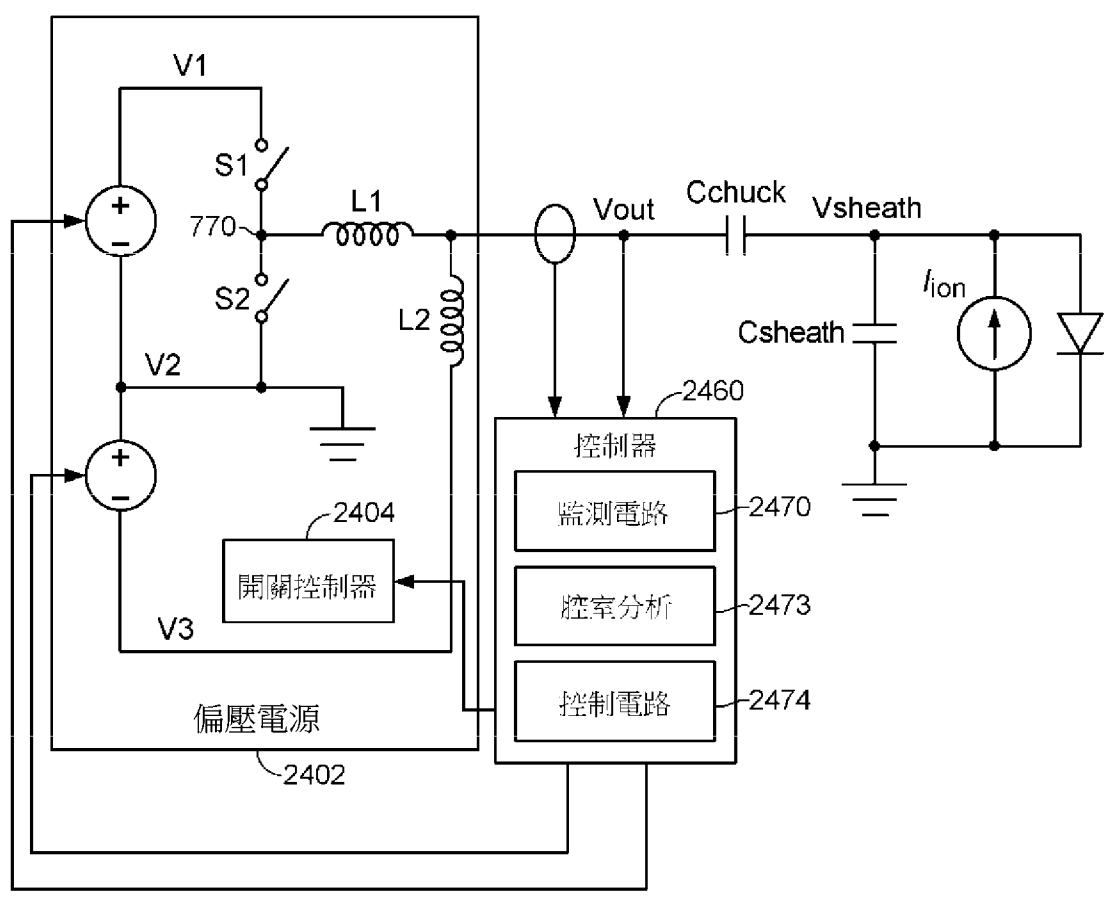 V1
S1
+
−
770
L1
Vout
Cchuck
Vsheath
S2
L2
Iion
Csheath
V2
2460
控制器
+
−
2404
監測電路
2470
開關控制器
腔室分析
2473
V3
控制電路
2474
偏壓電源
2402